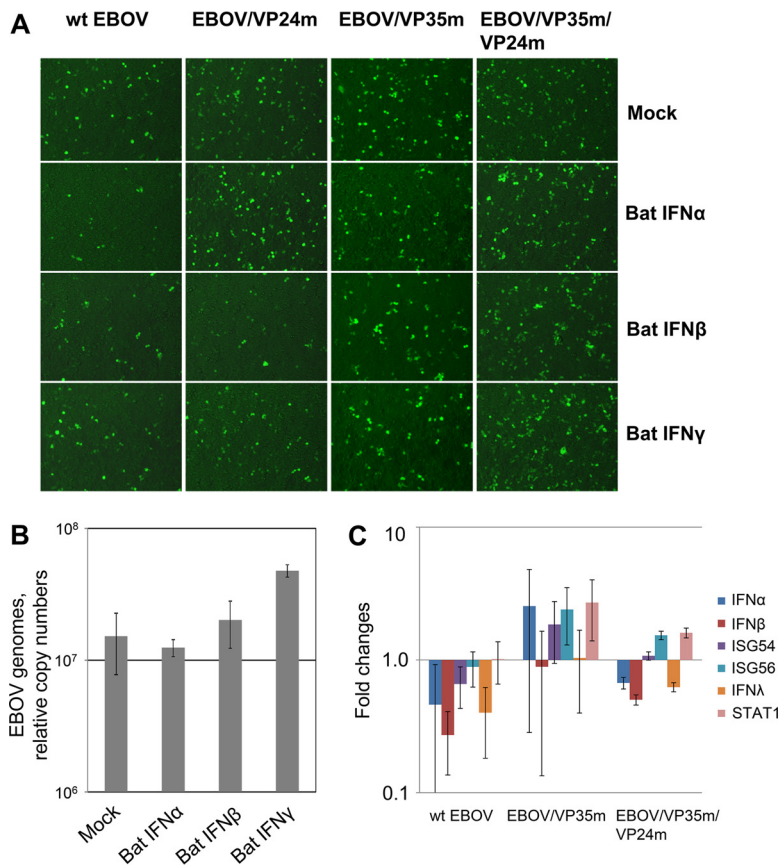 A
wt EBOV
EBOV/VP24m
EBOV/VP35m
EBOV/VP35m/
VP24m
Mock
Bat IFNα
Bat IFNβ
Bat IFNγ
B
EBOV genomes,
relative copy numbers
10⁸
10⁷
10⁶
Mock
Bat IFNα
Bat IFNβ
Bat IFNγ
C
Fold changes
10
1.0
0.1
wt EBOV
EBOV/VP35m
EBOV/VP35m/
VP24m
IFNα
IFNβ
ISG54
ISG56
IFNλ
STAT1